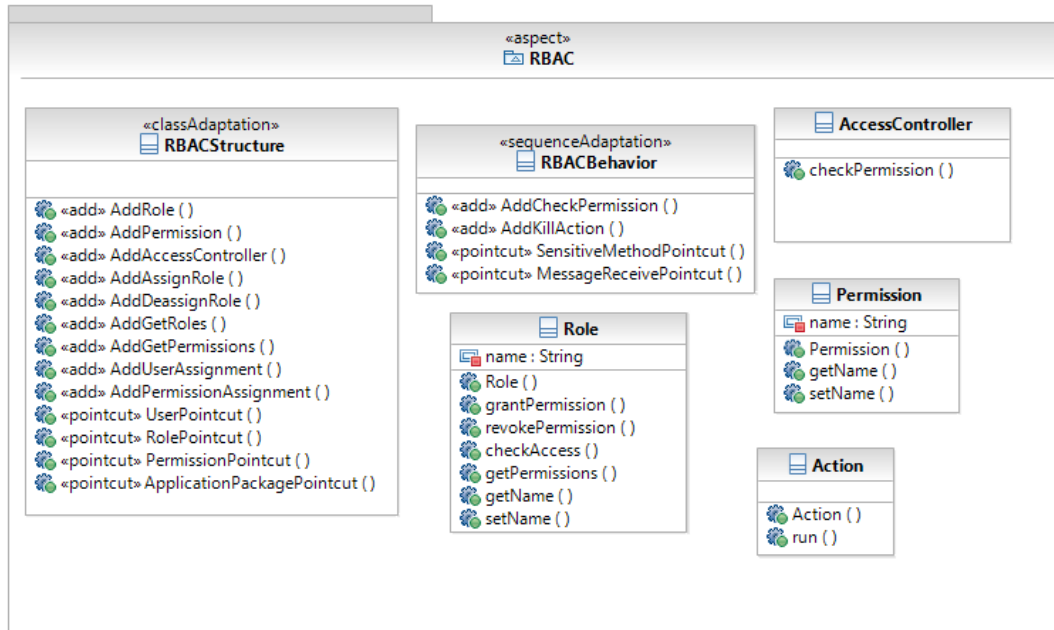 «aspect»
RBAC
«classAdaptation»
RBACStructure
«add» AddRole ( )
«add» AddPermission ( )
«add» AddAccessController ( )
«add» AddAssignRole ( )
«add» AddDeassignRole ( )
«add» AddGetRoles ( )
«add» AddGetPermissions ( )
«add» AddUserAssignment ( )
«add» AddPermissionAssignment ( )
«pointcut» UserPointcut ( )
«pointcut» RolePointcut ( )
«pointcut» PermissionPointcut ( )
«pointcut» ApplicationPackagePointcut ( )
«sequenceAdaptation»
RBACBehavior
«add» AddCheckPermission ( )
«add» AddKillAction ( )
«pointcut» SensitiveMethodPointcut ( )
«pointcut» MessageReceivePointcut ( )
Role
name : String
Role ( )
grantPermission ( )
revokePermission ( )
checkAccess ( )
getPermissions ( )
getName ( )
setName ( )
AccessController
checkPermission ( )
Permission
name : String
Permission ( )
getName ( )
setName ( )
Action
Action ( )
run ( )